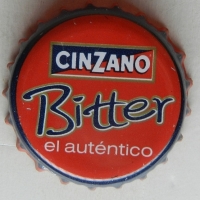 CINZANO
Bitter
el auténtico